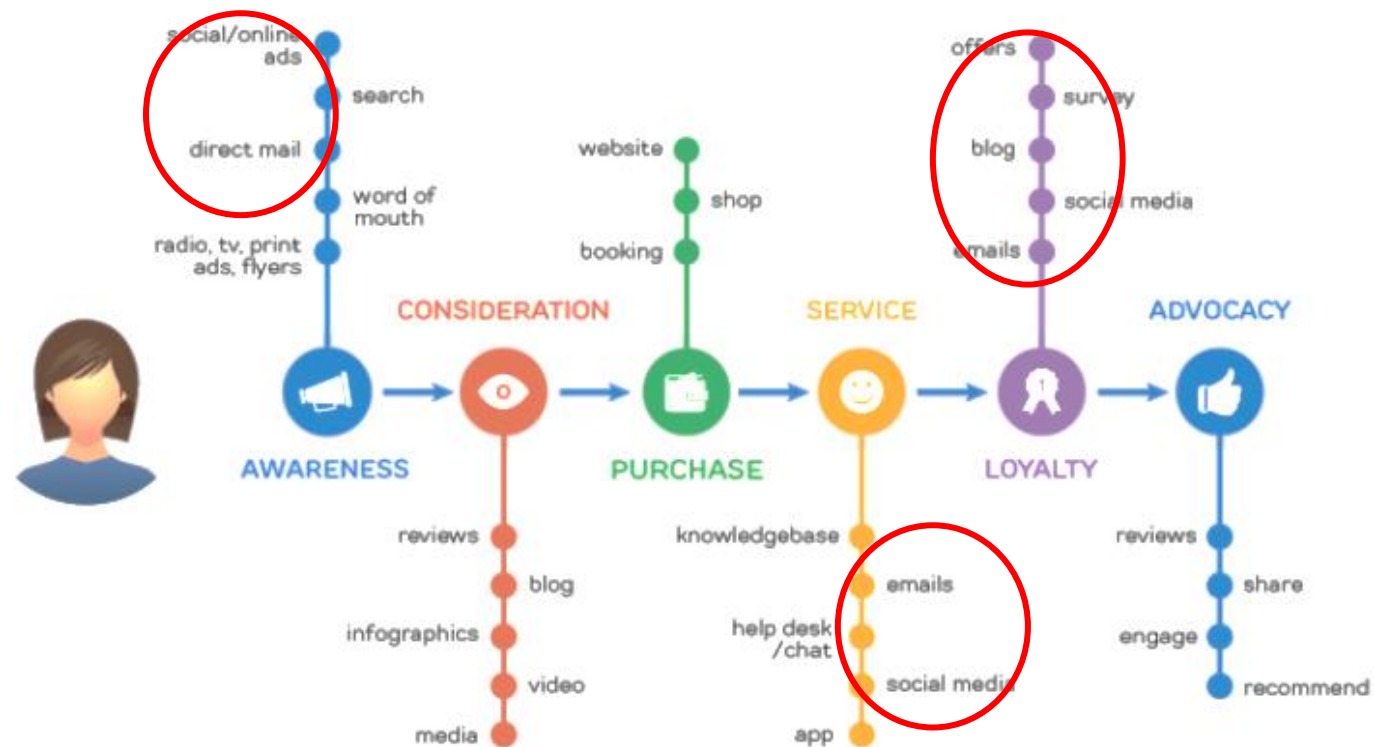 social/online
ads
search
direct mail
word of
mouth
radio, tv, print
ads, flyers
AWARENESS
CONSIDERATION
reviews
blog
infographics
video
media
website
shop
booking
PURCHASE
SERVICE
knowledgebase
emails
help desk
/chat
social media
app
offers
survey
blog
social media
emails
LOYALTY
ADVOCACY
reviews
share
engage
recommend